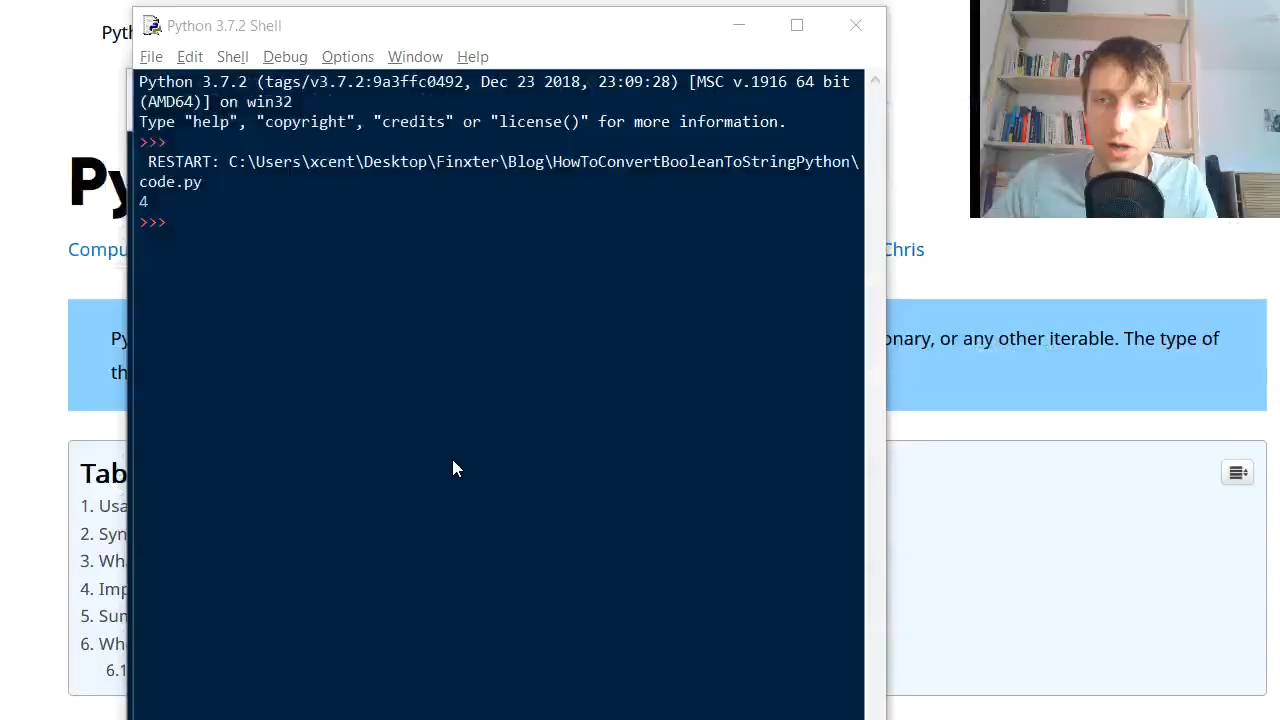 Pyth
Python 3.7.2 Shell
File Edit Shell Debug Options Window Help
Python 3.7.2 (tags/v3.7.2:9a3ffc0492, Dec 23 2018, 23:09:28) [MSC v.1916 64 bit
(AMD64)] on win32
Type "help", "copyright", "credits" or "license()" for more information.
>>>
RESTART: C:\Users\xcent\Desktop\Finxter\Blog\HowToConvertBooleanToStringPython\
code.py
4
>>>
Py
Compu Chris
Py onary, or any other iterable. The type of
th
Tab
1. Usa
2. Syn
3. Wha
4. Imp
5. Sun
6. Whe
6.1